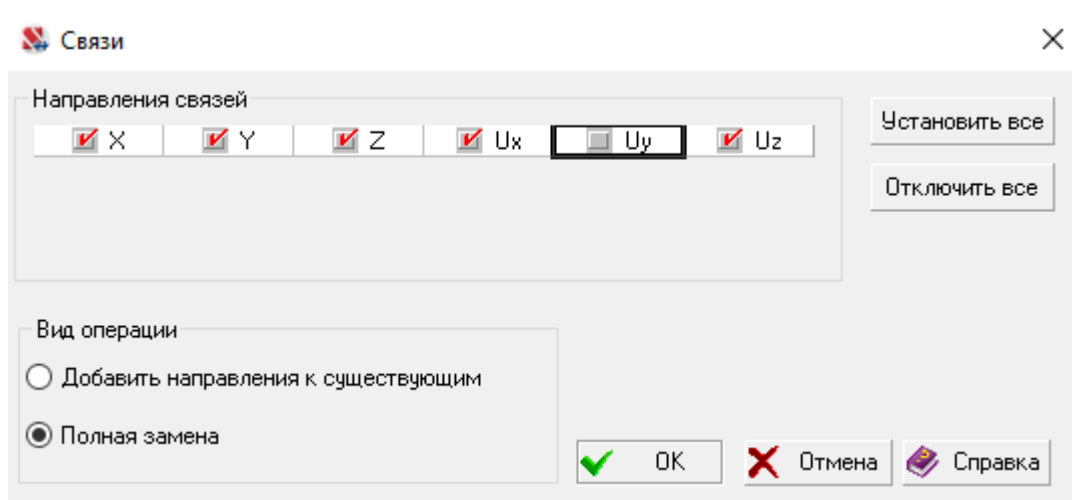 Связи
Направления связей
X Y Z Ux Uy Uz
Установить все
Отключить все
Вид операции
Добавить направления к существующим
Полная замена
OK Отмена Справка